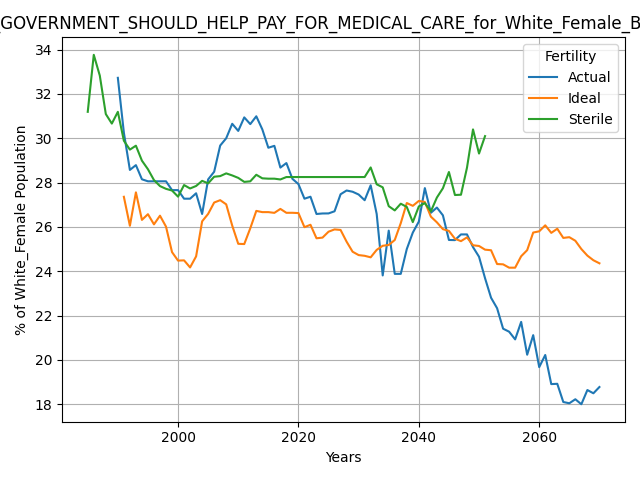 _GOVERNMENT_SHOULD_HELP_PAY_FOR_MEDICAL_CARE_for_White_Female_B
34
32
30
28
26
24
22
20
18
% of White_Female Population
2000
2020
2040
2060
Years
Fertility
Actual
Ideal
Sterile